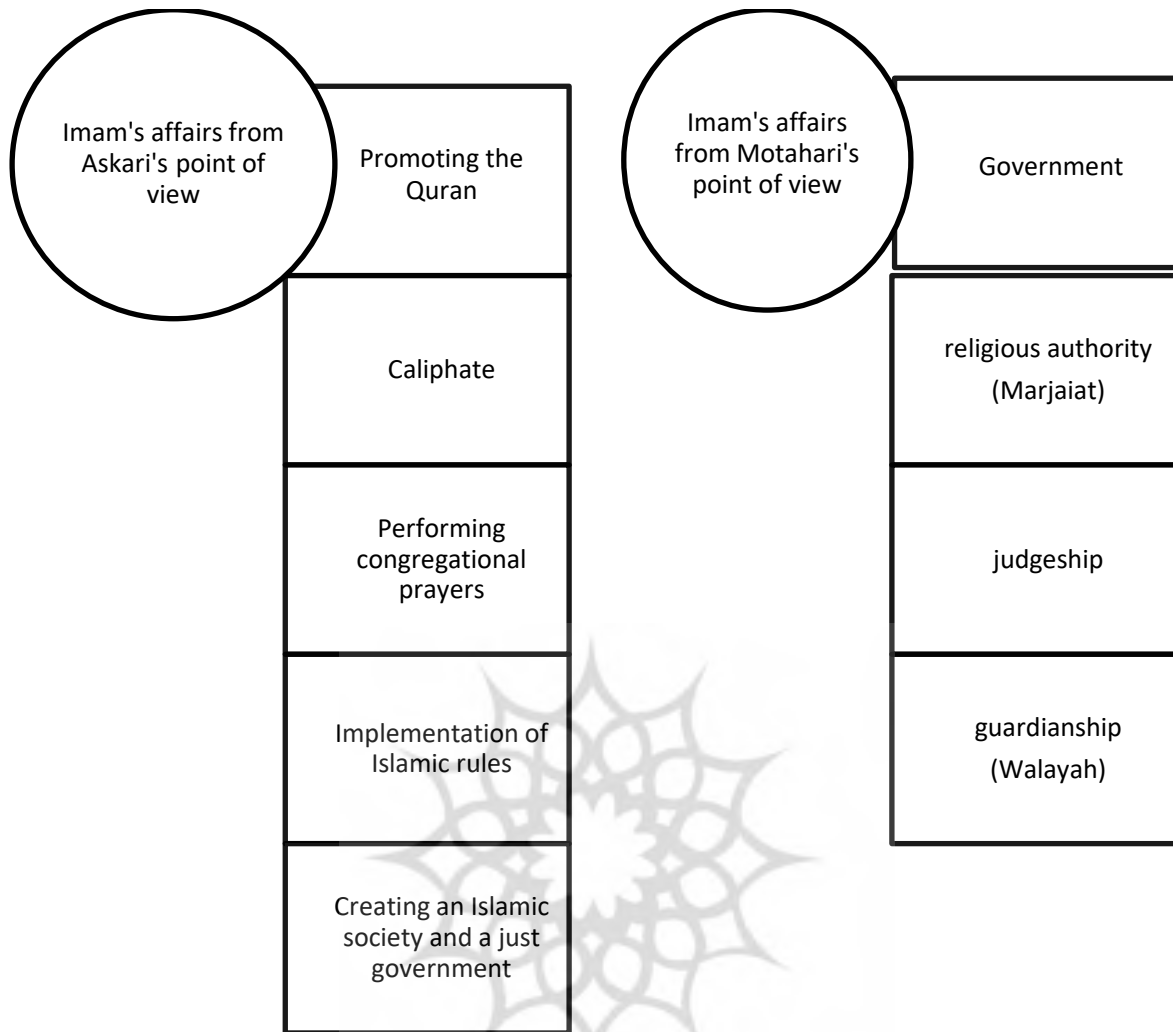 Imam's affairs from
Askari's point of
view
Promoting the
Quran
Caliphate
Performing
congregational
prayers
Implementation of
Islamic rules
Creating an Islamic
society and a just
government
Imam's affairs
from Motahari's
point of view
Government
religious authority
(Marjaiat)
judgeship
guardianship
(Walayah)